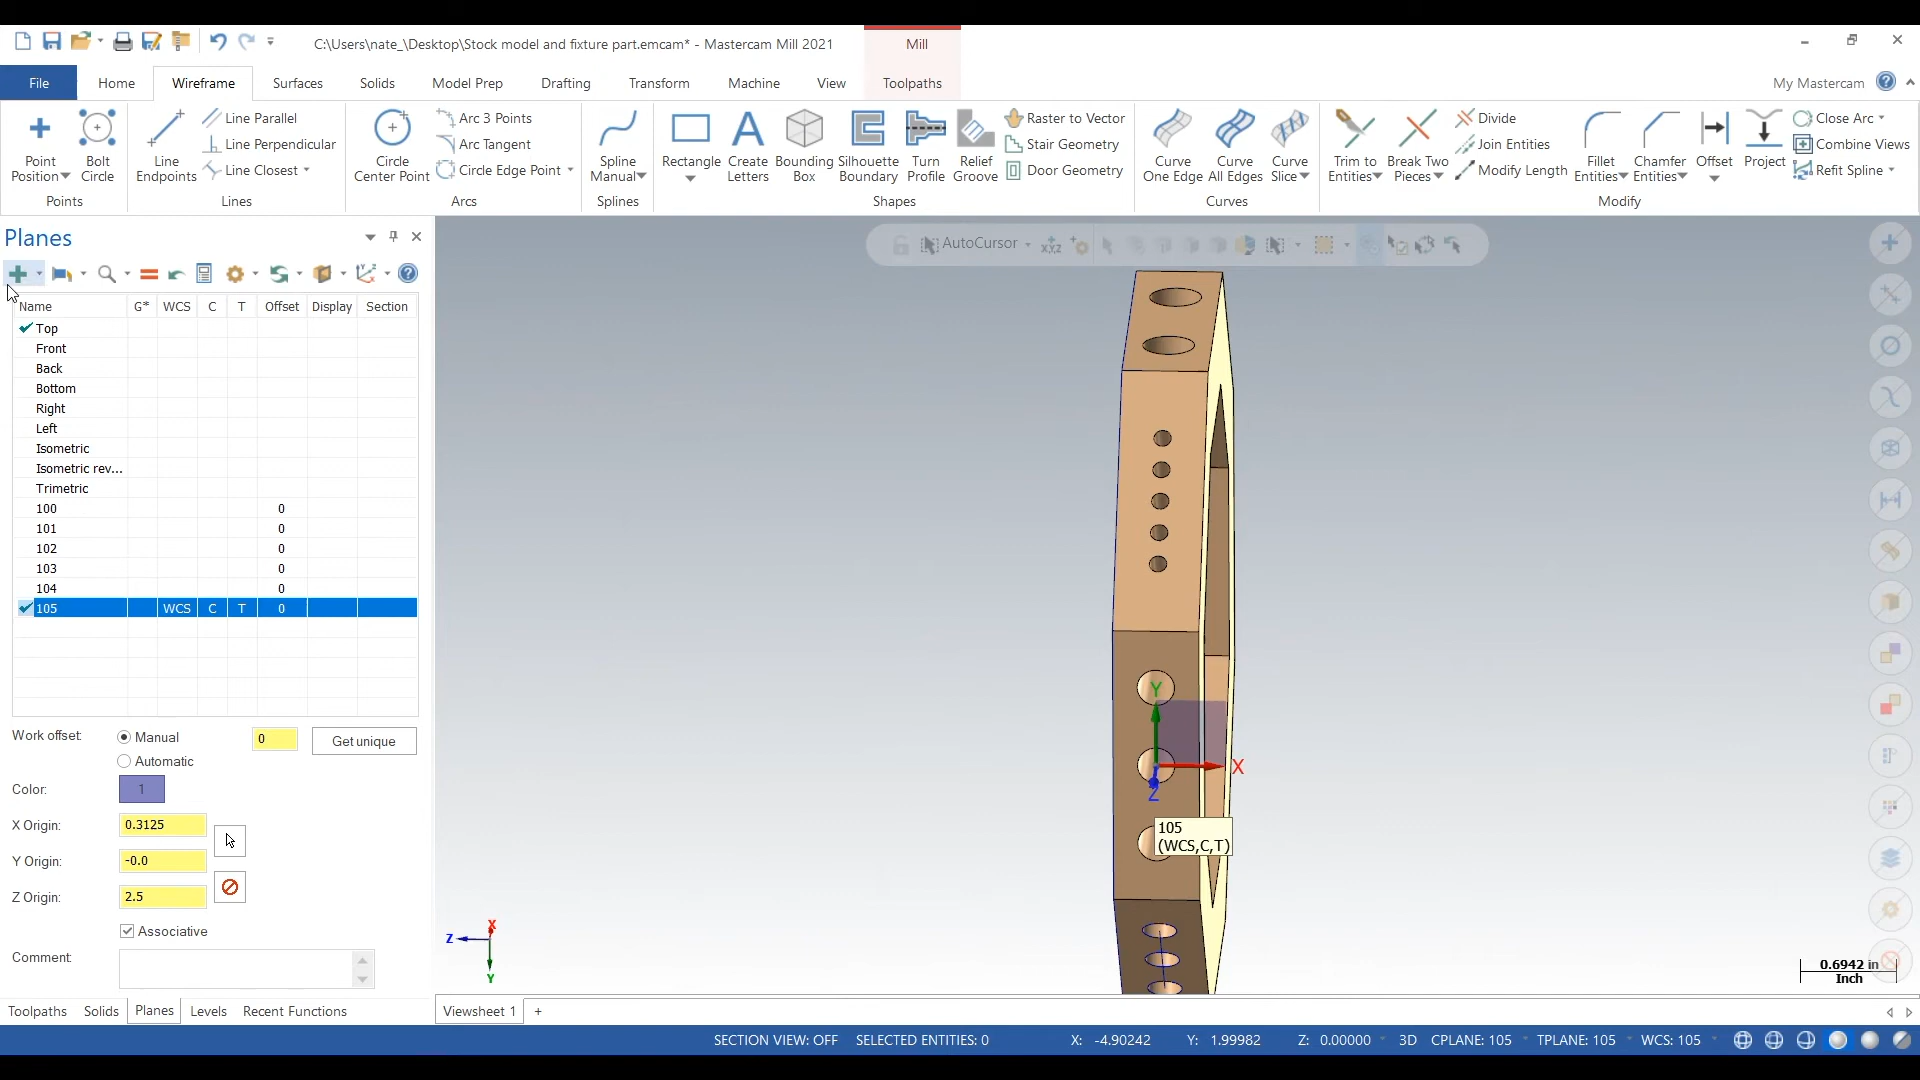 C:\Users\nate_\Desktop\Stock model and fixture part.emcam* - Mastercam Mill 2021
Mill
File
Home
Wireframe
Surfaces
Solids
Model Prep
Drafting
Transform
Machine
View
Toolpaths
My Mastercam
Point
Position
Bolt
Circle
Points
Line
Endpoints
Line Parallel
Line Perpendicular
Line Closest
Lines
Circle
Center Point
Arc 3 Points
Arc Tangent
Circle Edge Point
Arcs
Spline
Manual
Splines
Rectangle
Create
Letters
Bounding
Box
Silhouette
Boundary
Turn
Profile
Relief
Groove
Raster to Vector
Stair Geometry
Door Geometry
Shapes
Curve
One Edge
Curve
All Edges
Curve
Slice
Curves
Trim to
Entities
Break Two
Pieces
Divide
Join Entities
Modify Length
Fillet
Entities
Chamfer
Entities
Offset
Project
Close Arc
Combine Views
Refit Spline
Modify
Planes
AutoCursor
Name G* WCS C T Offset Display Section
Top
Front
Back
Bottom
Right
Left
Isometric
Isometric rev...
Trimetric
100 0
101 0
102 0
103 0
104 0
105 WCS C T 0
Work offset: Manual 0 Get unique
Automatic
Color: 1
X Origin: 0.3125
Y Origin: -0.0
Z Origin: 2.5
Associative
Comment:
Y
X
Z
105
(WCS,C,T)
X
Z
Y
0.6942 in
Inch
Toolpaths Solids Planes Levels Recent Functions
Viewsheet 1 +
SECTION VIEW: OFF SELECTED ENTITIES: 0 X: -4.90242 Y: 1.99982 Z: 0.00000 3D CPLANE: 105 TPLANE: 105 WCS: 105